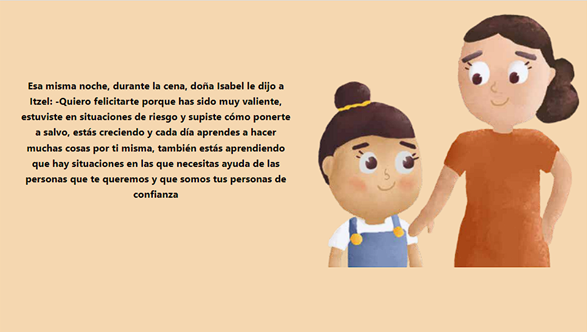 Esa misma noche, durante la cena, doña Isabel le dijo a
Itzel: -Quiero felicitarte porque has sido muy valiente,
estuviste en situaciones de riesgo y supiste cómo ponerte
a salvo, estás creciendo y cada día aprendes a hacer
muchas cosas por ti misma, también estás aprendiendo
que hay situaciones en las que necesitas ayuda de las
personas que te queremos y que somos tus personas de
confianza